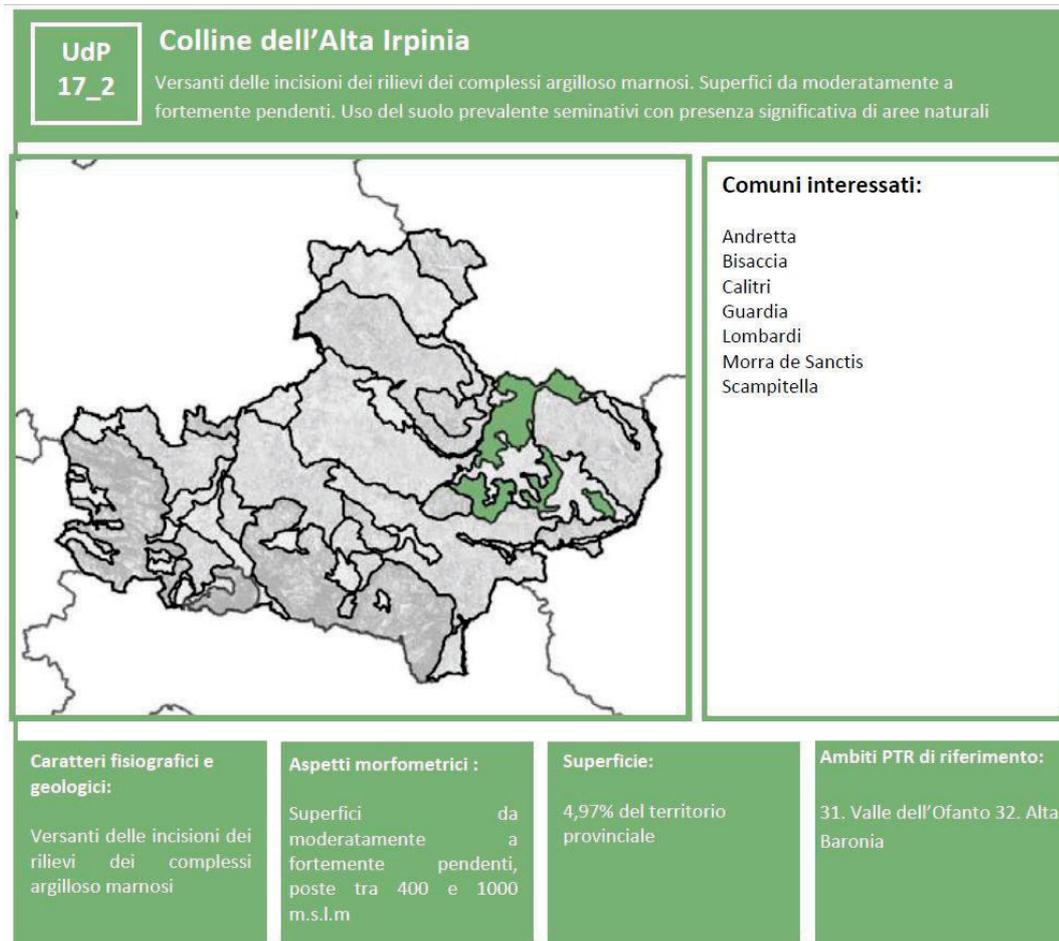 UdP
17_2
Colline dell'Alta Irpinia
Versanti delle incisioni dei rilievi dei complessi argilloso marnosi. Superfici da moderatamente a
fortemente pendenti. Uso del suolo prevalente seminativi con presenza significativa di aree naturali
Comuni interessati:
Andretta
Bisaccia
Calitri
Guardia
Lombardi
Morra de Sanctis
Scampitella
Caratteri fisiografici e
geologici:
Versanti delle incisioni dei
rilievi dei complessi
argilloso marnosi
Aspetti morfometrici :
Superfici da
moderatamente a
fortemente pendenti,
poste tra 400 e 1000
m.s.l.m
Superficie:
4,97% del territorio
provinciale
Ambiti PTR di riferimento:
31. Valle dell'Ofanto 32. Alta
Baronia